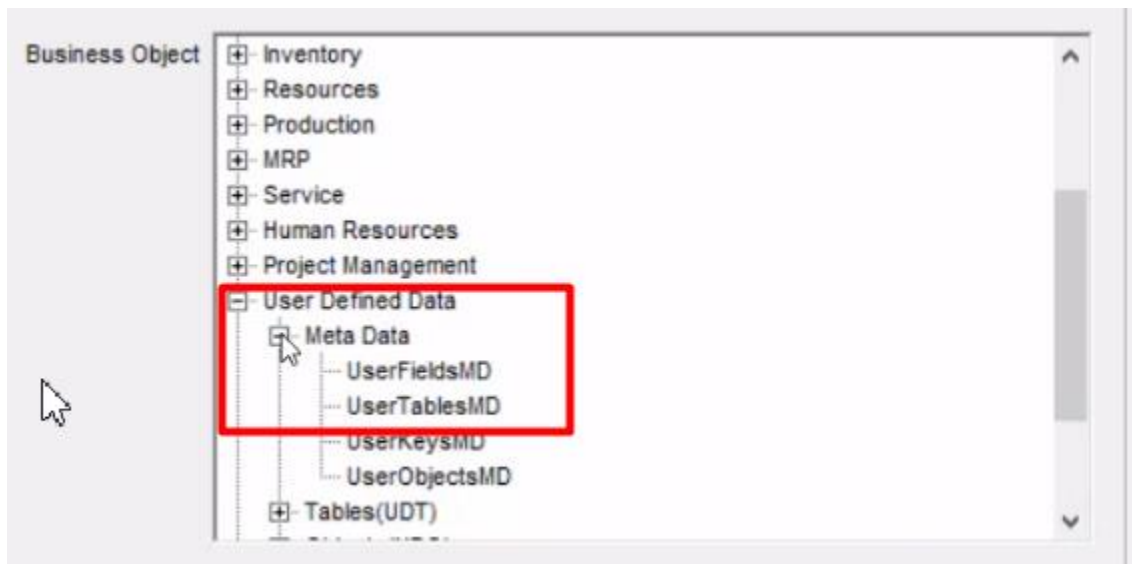 Business Object
Inventory
Resources
Production
MRP
Service
Human Resources
Project Management
User Defined Data
Meta Data
UserFieldsMD
UserTablesMD
UserKeysMD
UserObjectsMD
Tables(UDT)